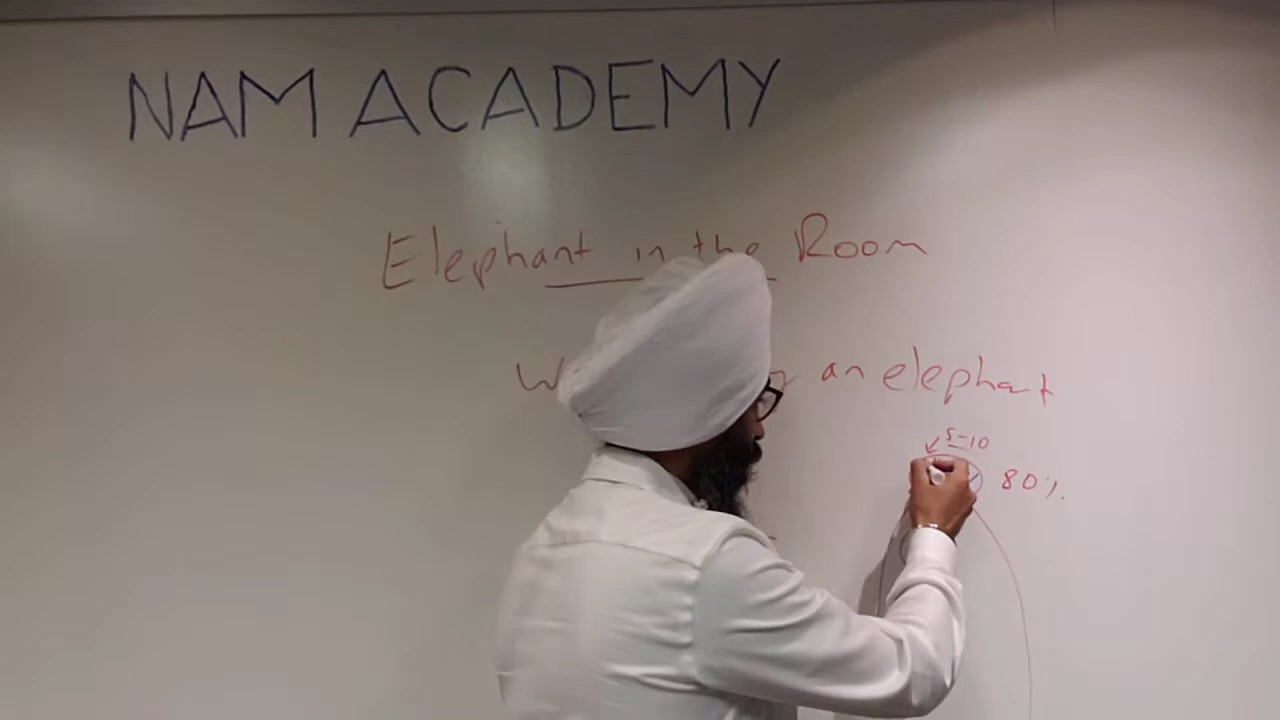 NAM ACADEMY
Elephant in the Room
an elephant
5-10
80%